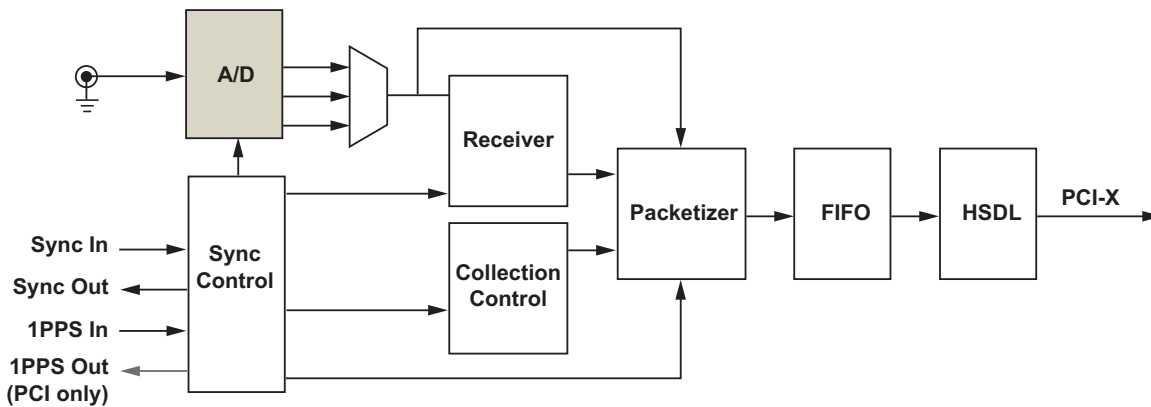 A/D
Receiver
Packetizer
FIFO
HSDL
PCI-X
Sync In
Sync Out
1PPS In
1PPS Out
(PCI only)
Sync
Control
Collection
Control